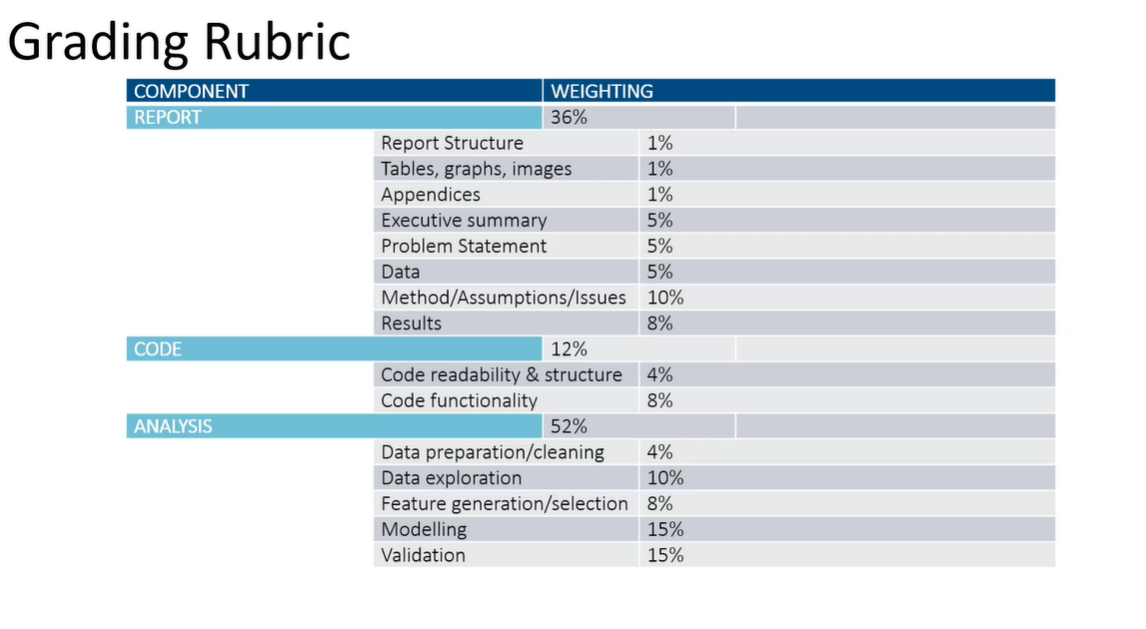 Grading Rubric
COMPONENT WEIGHTING
REPORT 36%
Report Structure 1%
Tables, graphs, images 1%
Appendices 1%
Executive summary 5%
Problem Statement 5%
Data 5%
Method/Assumptions/Issues 10%
Results 8%
CODE 12%
Code readability & structure 4%
Code functionality 8%
ANALYSIS 52%
Data preparation/cleaning 4%
Data exploration 10%
Feature generation/selection 8%
Modelling 15%
Validation 15%